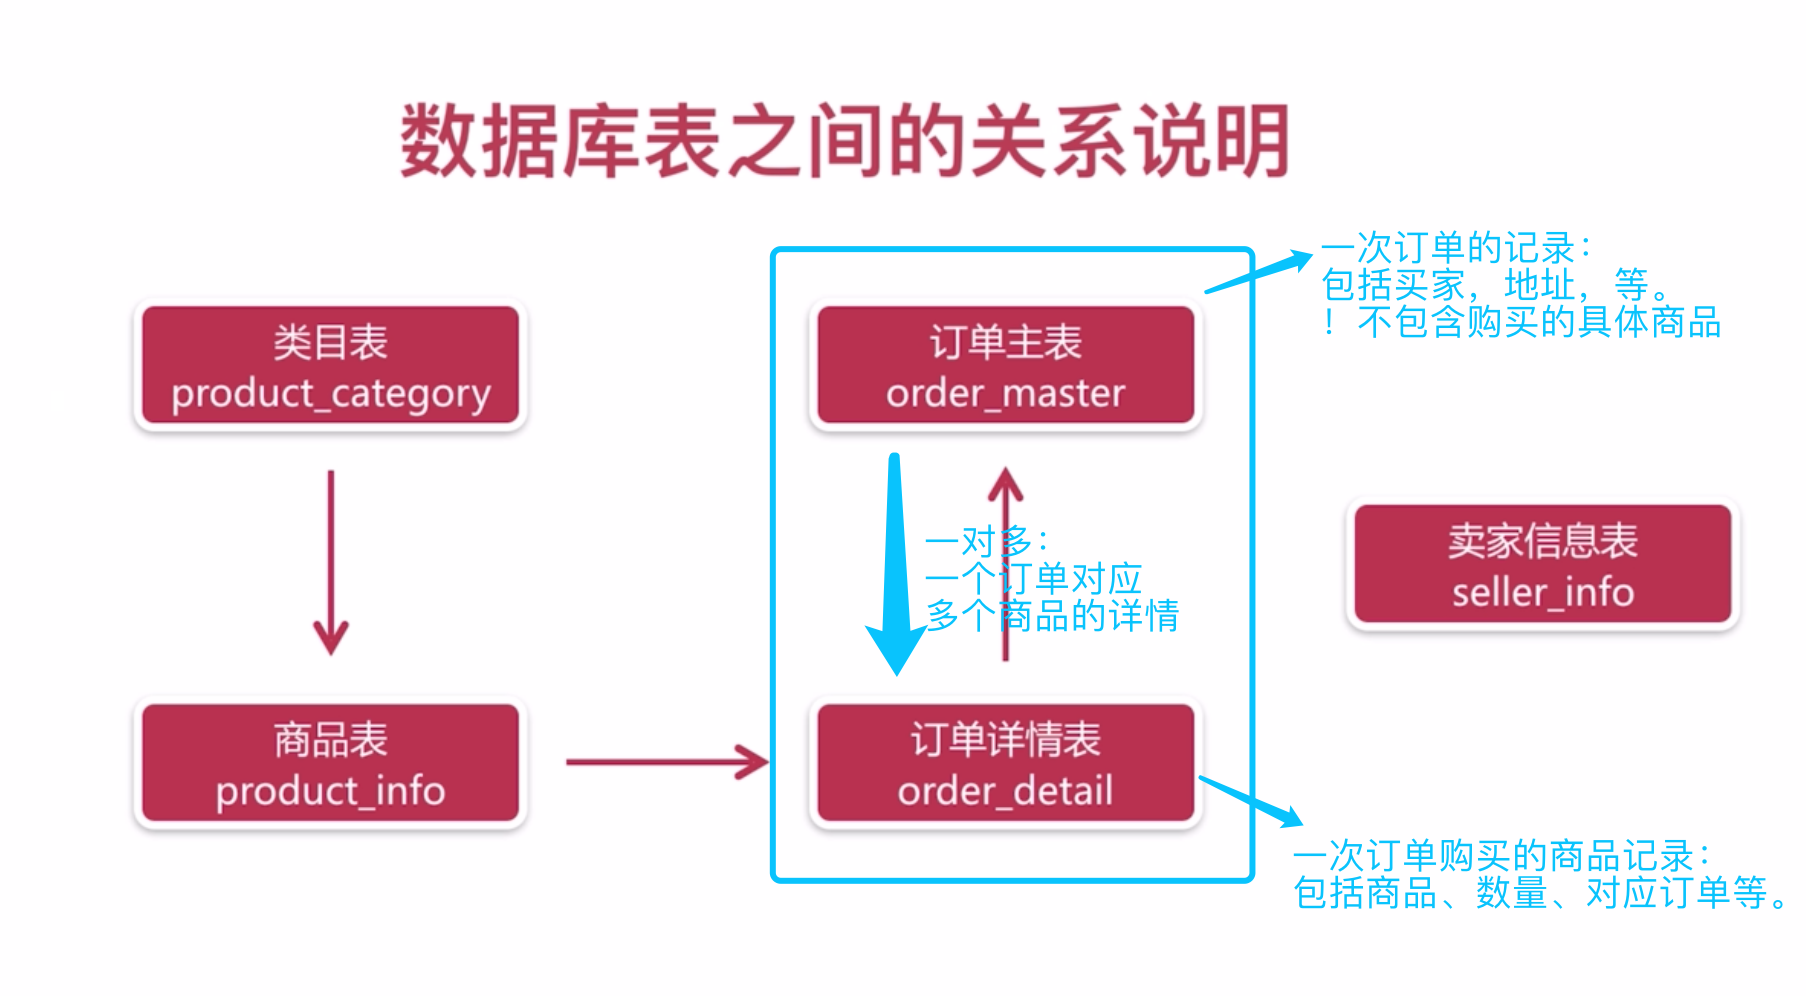 数据库表之间的关系说明
一次订单的记录：
包括买家，地址，等。
！不包含购买的具体商品
类目表
product_category
订单主表
order_master
一对多：
一个订单对应
多个商品的详情
卖家信息表
seller_info
商品表
product_info
订单详情表
order_detail
一次订单购买的商品记录：
包括商品、数量、对应订单等。